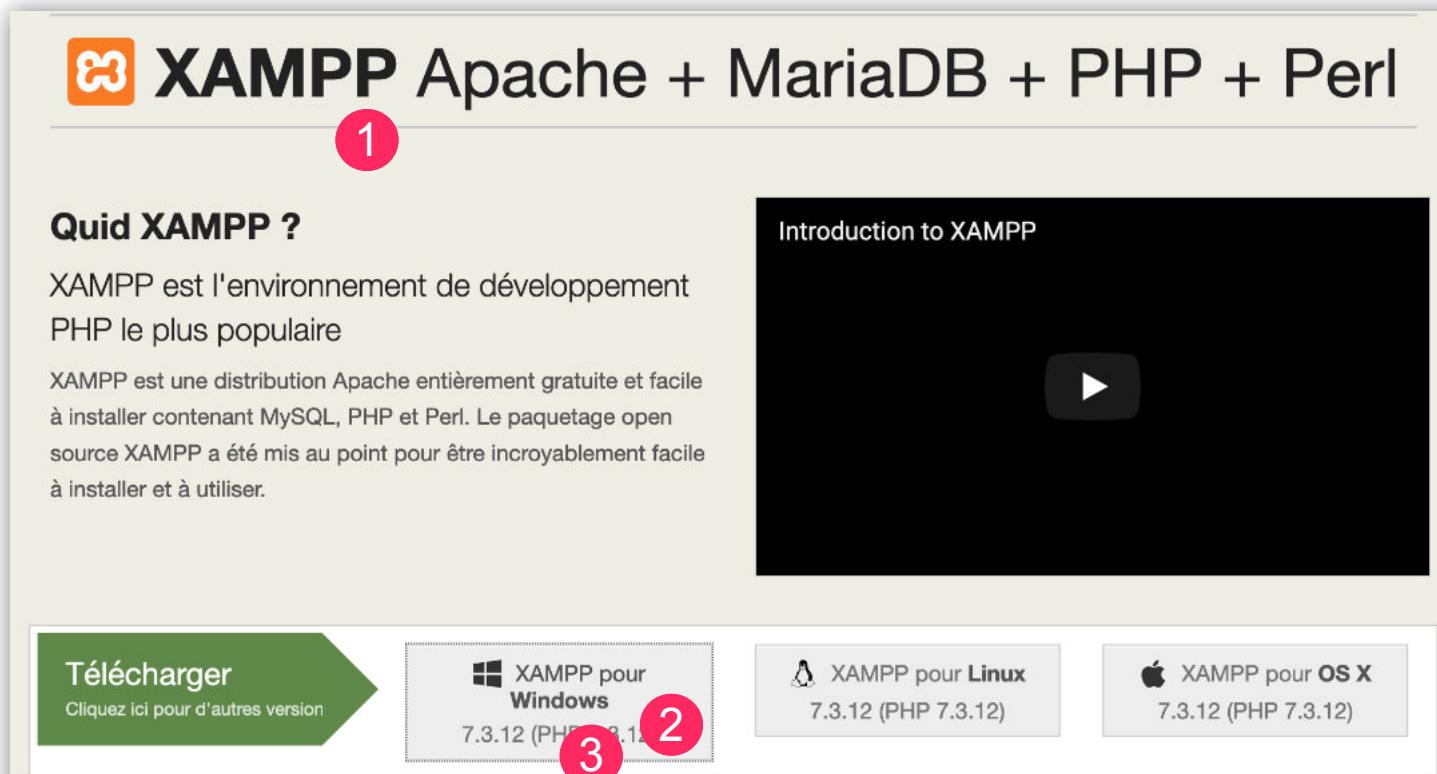 XAMPP Apache + MariaDB + PHP + Perl
1
Quid XAMPP ?
XAMPP est l'environnement de développement
PHP le plus populaire
XAMPP est une distribution Apache entièrement gratuite et facile
à installer contenant MySQL, PHP et Perl. Le paquetage open
source XAMPP a été mis au point pour être incroyablement facile
à installer et à utiliser.
Introduction to XAMPP
Télécharger
Cliquez ici pour d'autres version
XAMPP pour
Windows
7.3.12
2
3
XAMPP pour Linux
7.3.12 (PHP 7.3.12)
XAMPP pour OS X
7.3.12 (PHP 7.3.12)